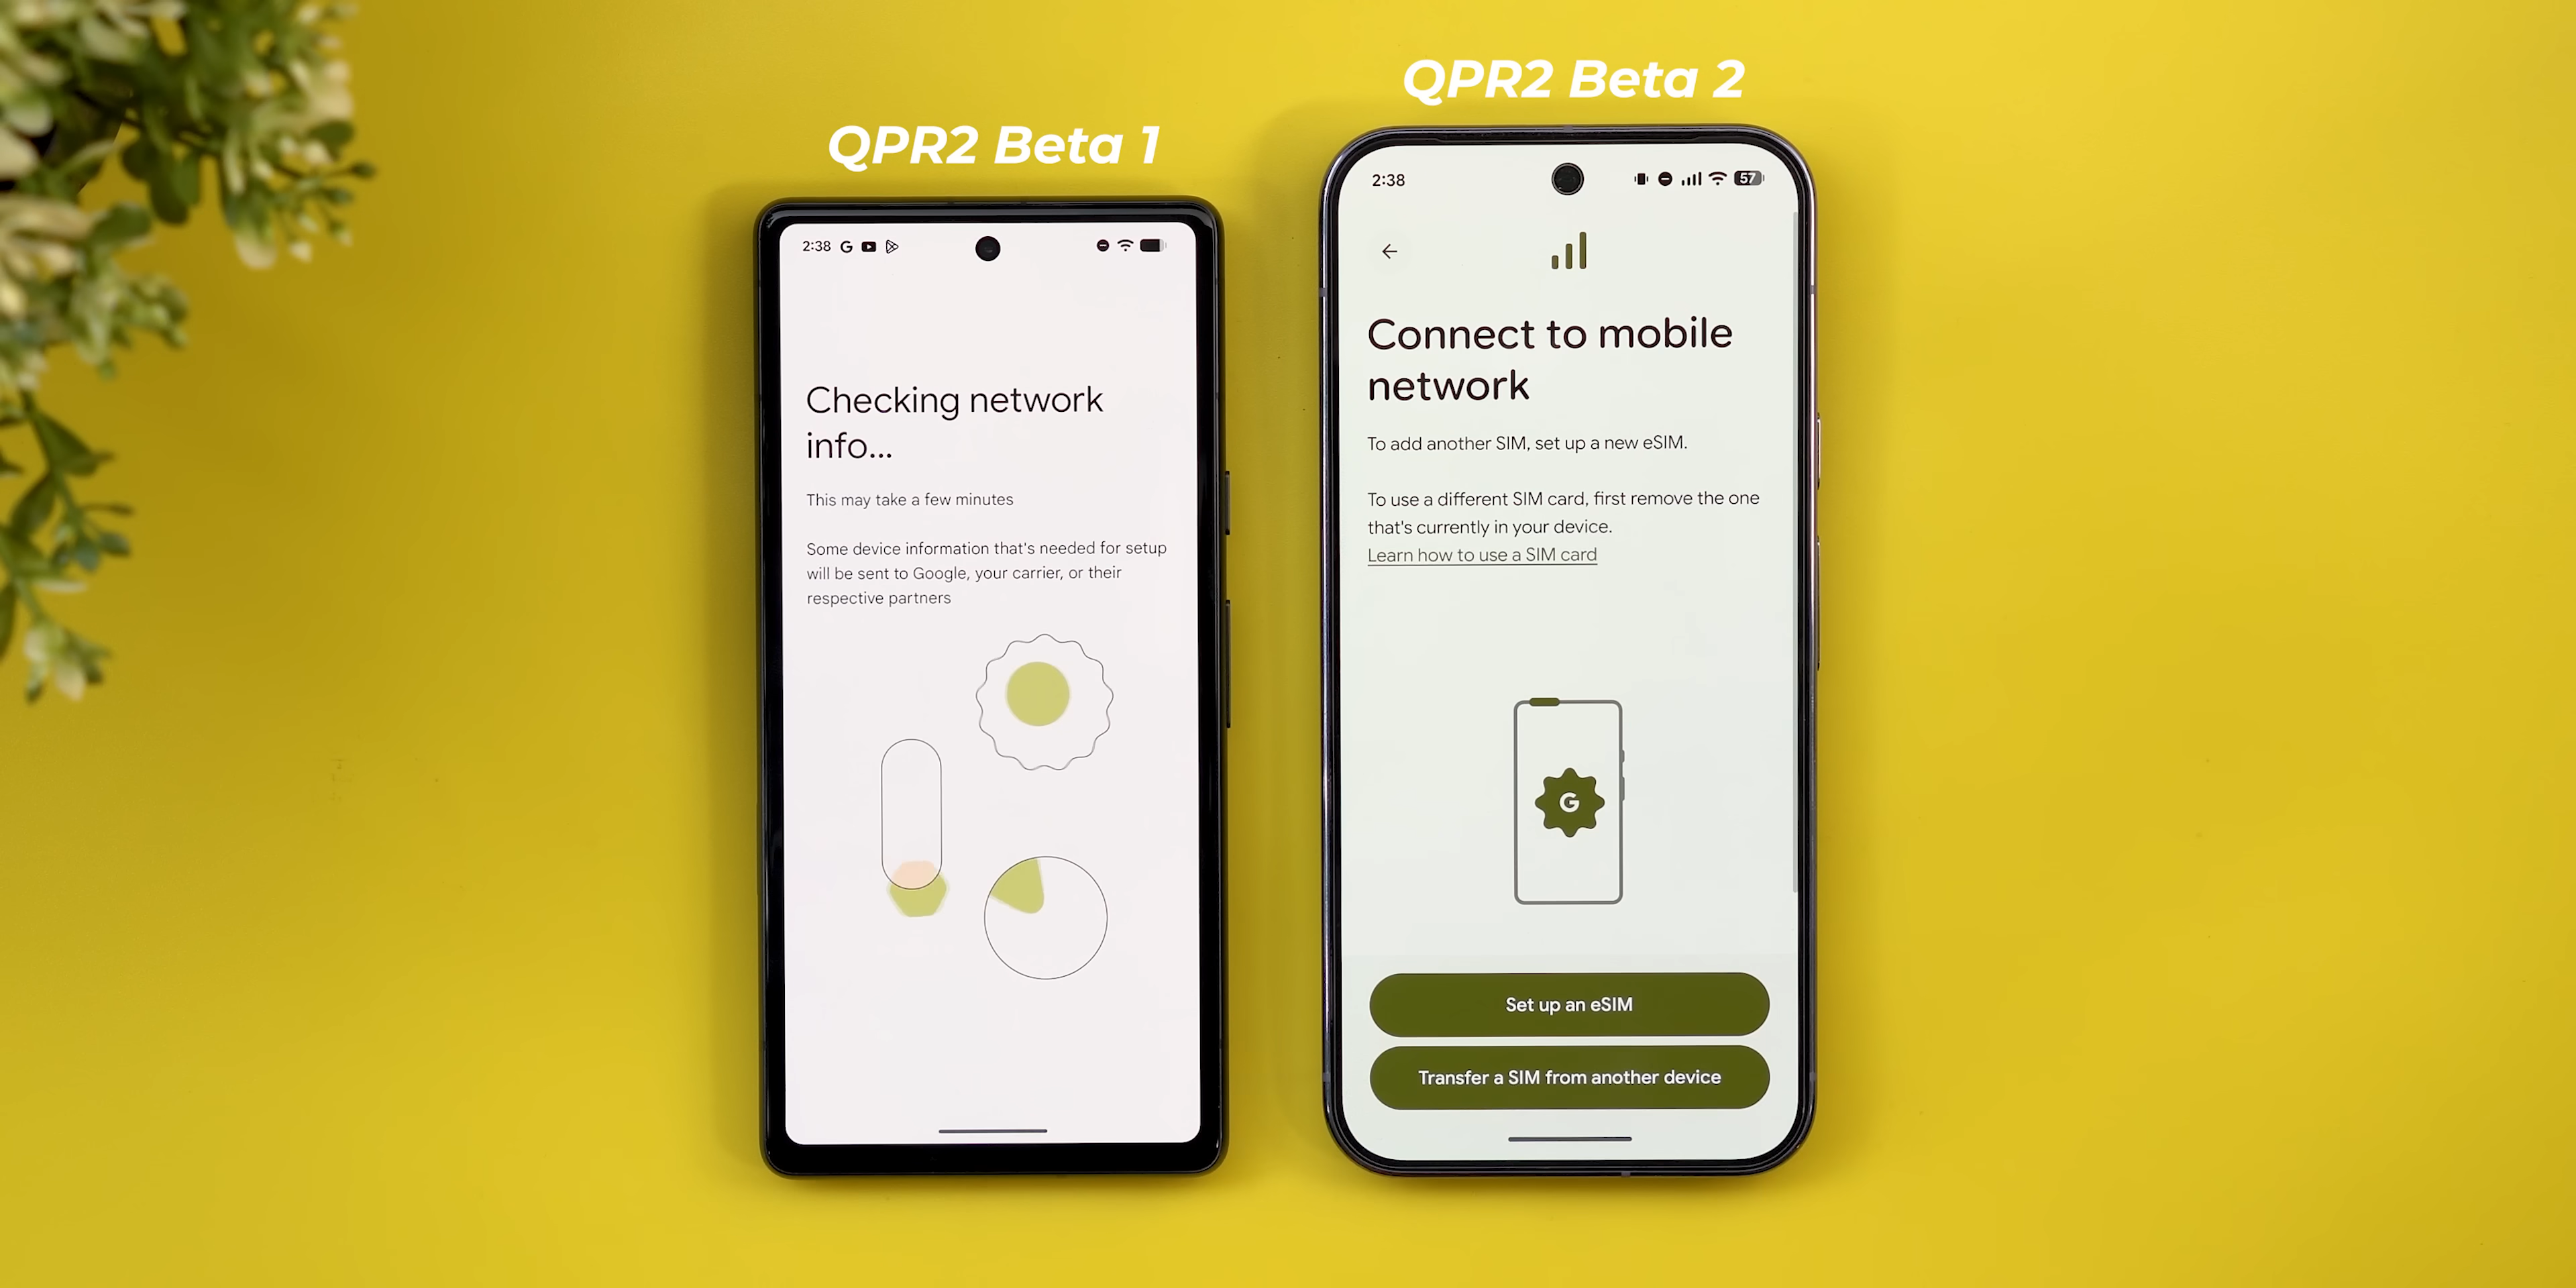 QPR2 Beta 1
2:38
Checking network
info...
This may take a few minutes
Some device information that's needed for setup
will be sent to Google, your carrier, or their
respective partners
QPR2 Beta 2
2:38
57
Connect to mobile
network
To add another SIM, set up a new eSIM.
To use a different SIM card, first remove the one
that's currently in your device.
Learn how to use a SIM card
G
Set up an eSIM
Transfer a SIM from another device